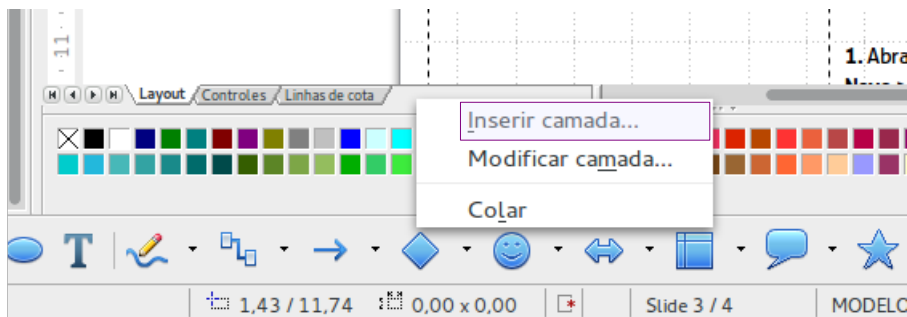 11
1. Abra
Layout Controles Linhas de cota
Inserir camada...
Modificar camada...
Colar
T
1,43 / 11,74 0,00 x 0,00 Slide 3 / 4 MODELO